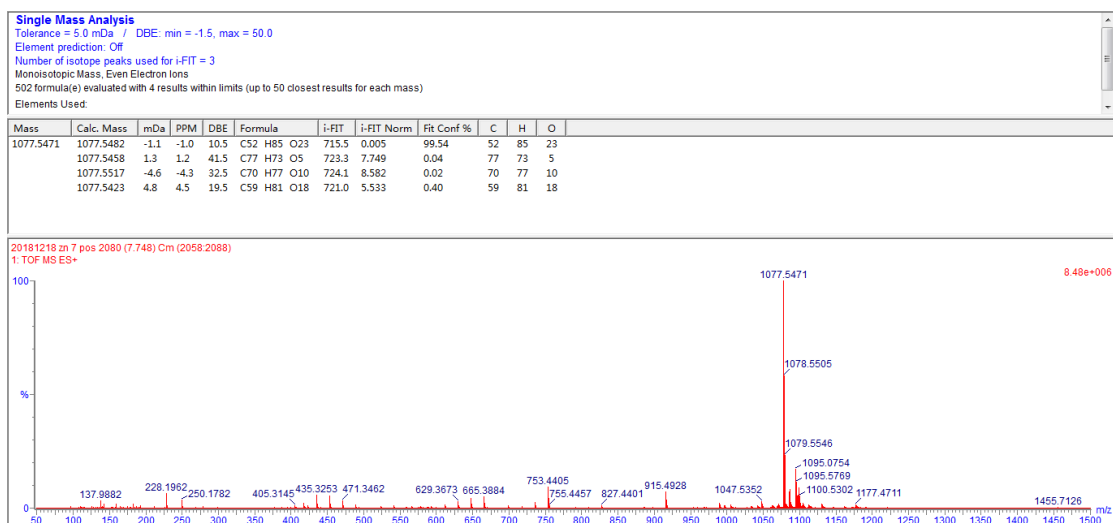 Single Mass Analysis
Tolerance = 5.0 mDa / DBE: min = -1.5, max = 50.0
Element prediction: Off
Number of isotope peaks used for i-FIT = 3
Monoisotopic Mass, Even Electron Ions
502 formula(e) evaluated with 4 results within limits (up to 50 closest results for each mass)
Elements Used:
Mass Calc. Mass mDa PPM DBE Formula i-FIT i-FIT Norm Fit Conf % C H O
1077.5471 1077.5482 -1.1 -1.0 10.5 C52 H85 O23 715.5 0.005 99.54 52 85 23
1077.5458 1.3 1.2 41.5 C77 H73 O5 723.3 7.749 0.04 77 73 5
1077.5517 -4.6 -4.3 32.5 C70 H77 O10 724.1 8.582 0.02 70 77 10
1077.5423 4.8 4.5 19.5 C59 H81 O18 721.0 5.533 0.40 59 81 18
20181218 zn 7 pos 2080 (7.748) Cm (2058:2088)
1: TOF MS ES+
8.48e+006
100
1077.5471
1078.5505
%
1079.5546
1095.0754
1095.5769
1100.5302
137.9882
228.1962
250.1782
405.3145
435.3253
471.3462
629.3673
665.3884
753.4405
755.4457
827.4401
915.4928
1047.5352
1177.4711
1455.7126
0
m/z
50 100 150 200 250 300 350 400 450 500 550 600 650 700 750 800 850 900 950 1000 1050 1100 1150 1200 1250 1300 1350 1400 1450 1500